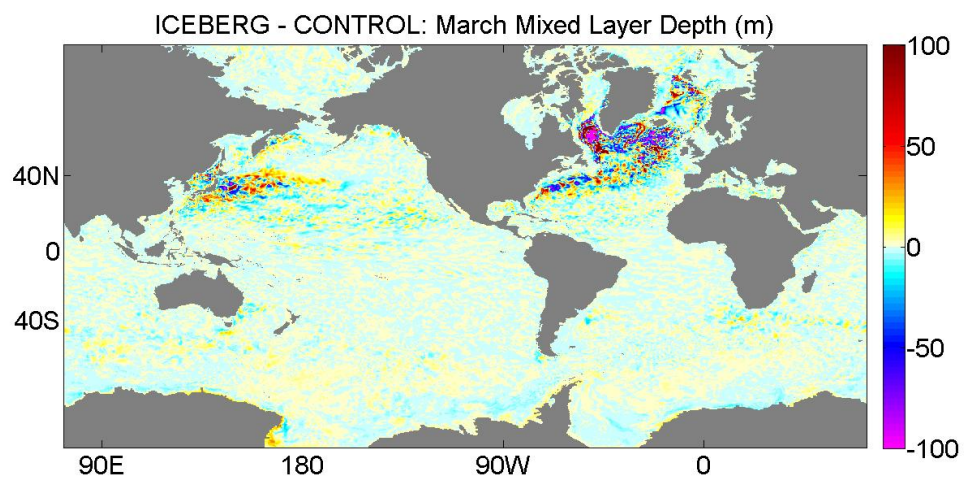 ICEBERG - CONTROL: March Mixed Layer Depth (m)
100
50
0
-50
-100
40N
0
40S
90E
180
90W
0